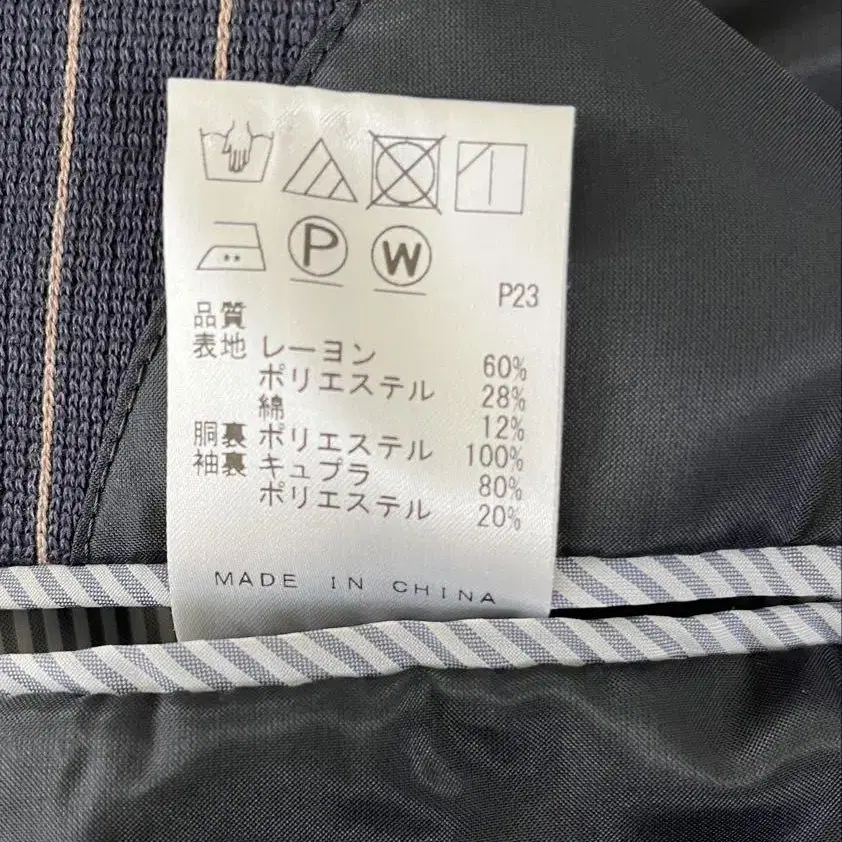 P W
P23
品質
表地 レーヨン 60%
ポリエステル 28%
綿 12%
胴裏 ポリエステル 100%
袖裏 キュプラ 80%
ポリエステル 20%
MADE IN CHINA